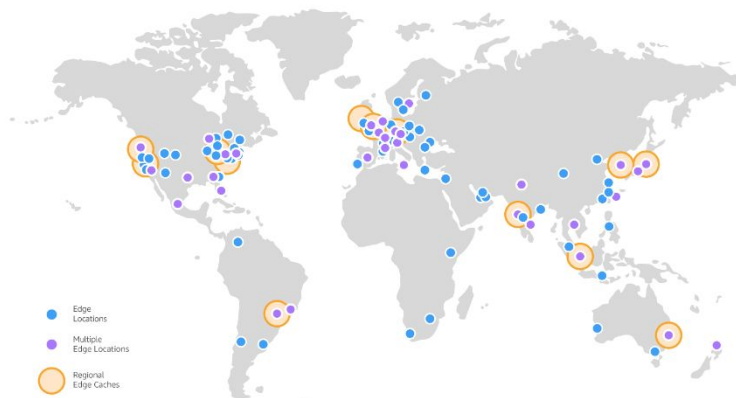 Edge
Locations
Multiple
Edge Locations
Regional
Edge Caches